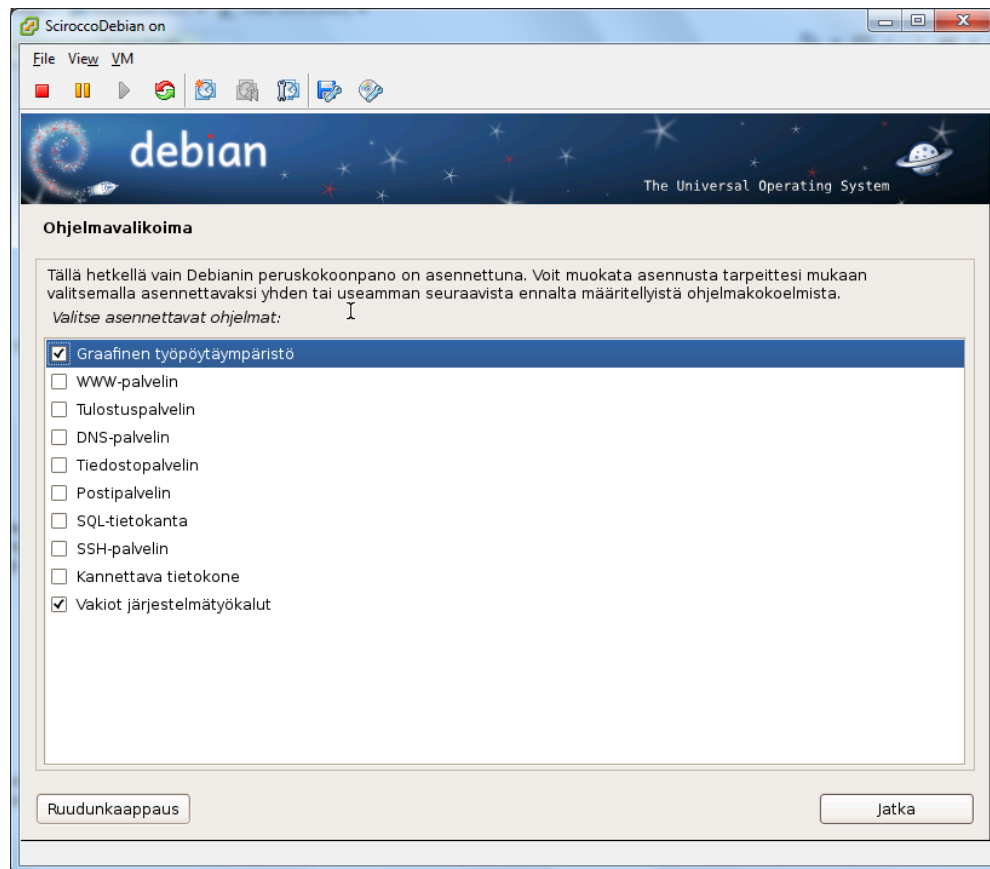 SciroccoDebian on
File View VM
debian
The Universal Operating System
Ohjelmavalikoima
Tällä hetkellä vain Debianin peruskokoonpano on asennettuna. Voit muokata asennusta tarpeittesi mukaan
valitsemalla asennettavaksi yhden tai useamman seuraavista ennalta määritellyistä ohjelmakokoelmista.
Valitse asennettavat ohjelmat:
Graafinen työpöytäympäristö
WWW-palvelin
Tulostuspalvelin
DNS-palvelin
Tiedostopalvelin
Postipalvelin
SQL-tietokanta
SSH-palvelin
Kannettava tietokone
Vakiot järjestelmätyökalut
Ruudunkaappaus
Jatka